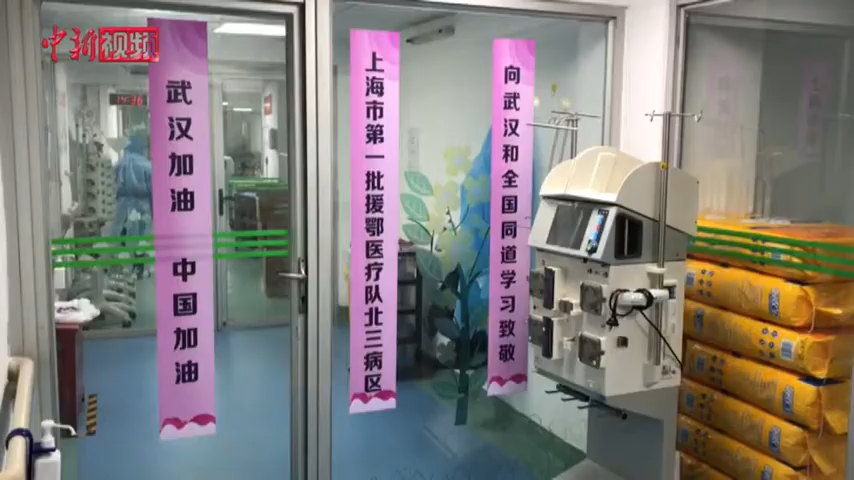 中新视频
武汉加油 中国加油
上海市第一批援鄂医疗队北三病区
向武汉和全国同道学习致敬